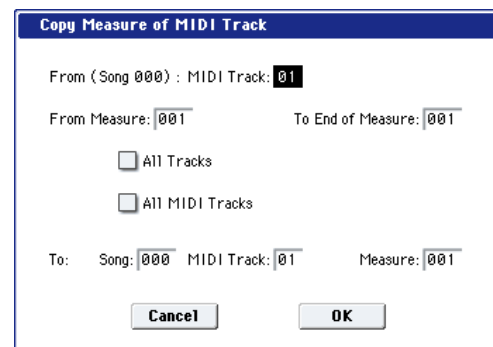 Copy Measure of MIDI Track
From (Song 000) : MIDI Track: 01
From Measure: 001 To End of Measure: 001
All Tracks
All MIDI Tracks
To: Song: 000 MIDI Track: 01 Measure: 001
Cancel OK